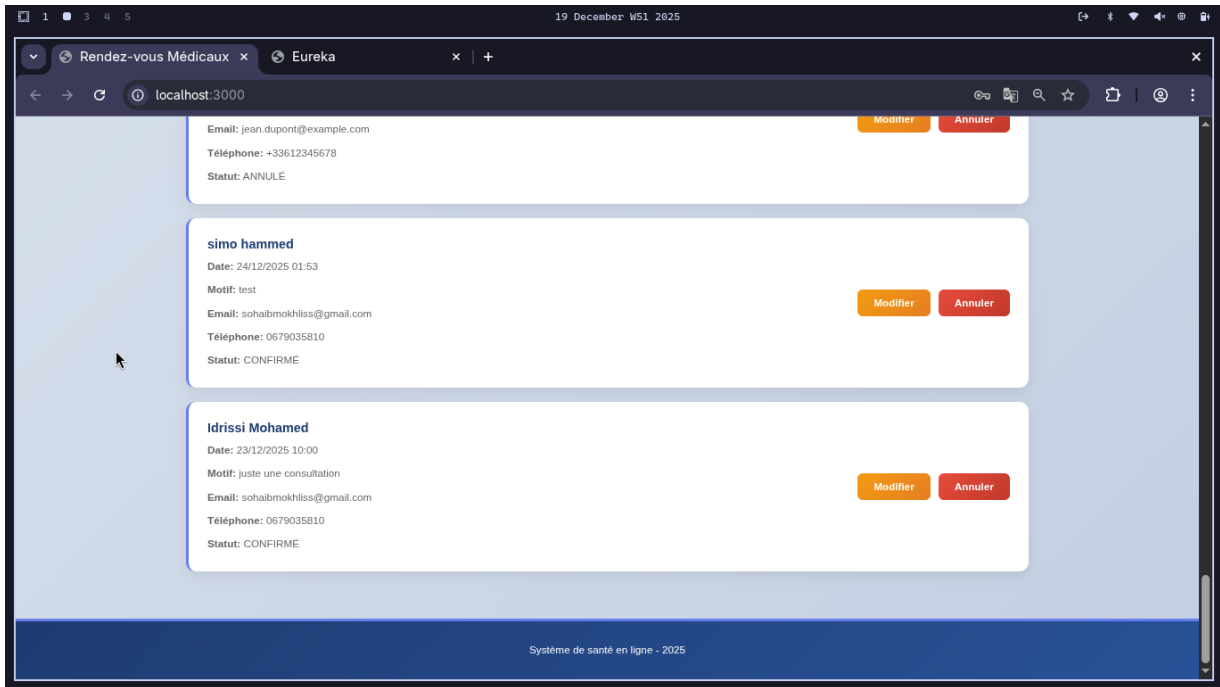 1 3 4 5
19 December W51 2025
Rendez-vous Médicaux
Eureka
localhost:3000
Email: jean.dupont@example.com
Modifier
Annuler
Téléphone: +33612345678
Statut: ANNULÉ
simo hammed
Date: 24/12/2025 01:53
Motif: test
Email: sohaibmokhliss@gmail.com
Téléphone: 0679035810
Statut: CONFIRMÉ
Modifier
Annuler
Idrissi Mohamed
Date: 23/12/2025 10:00
Motif: juste une consultation
Email: sohaibmokhliss@gmail.com
Téléphone: 0679035810
Statut: CONFIRMÉ
Modifier
Annuler
Système de santé en ligne - 2025